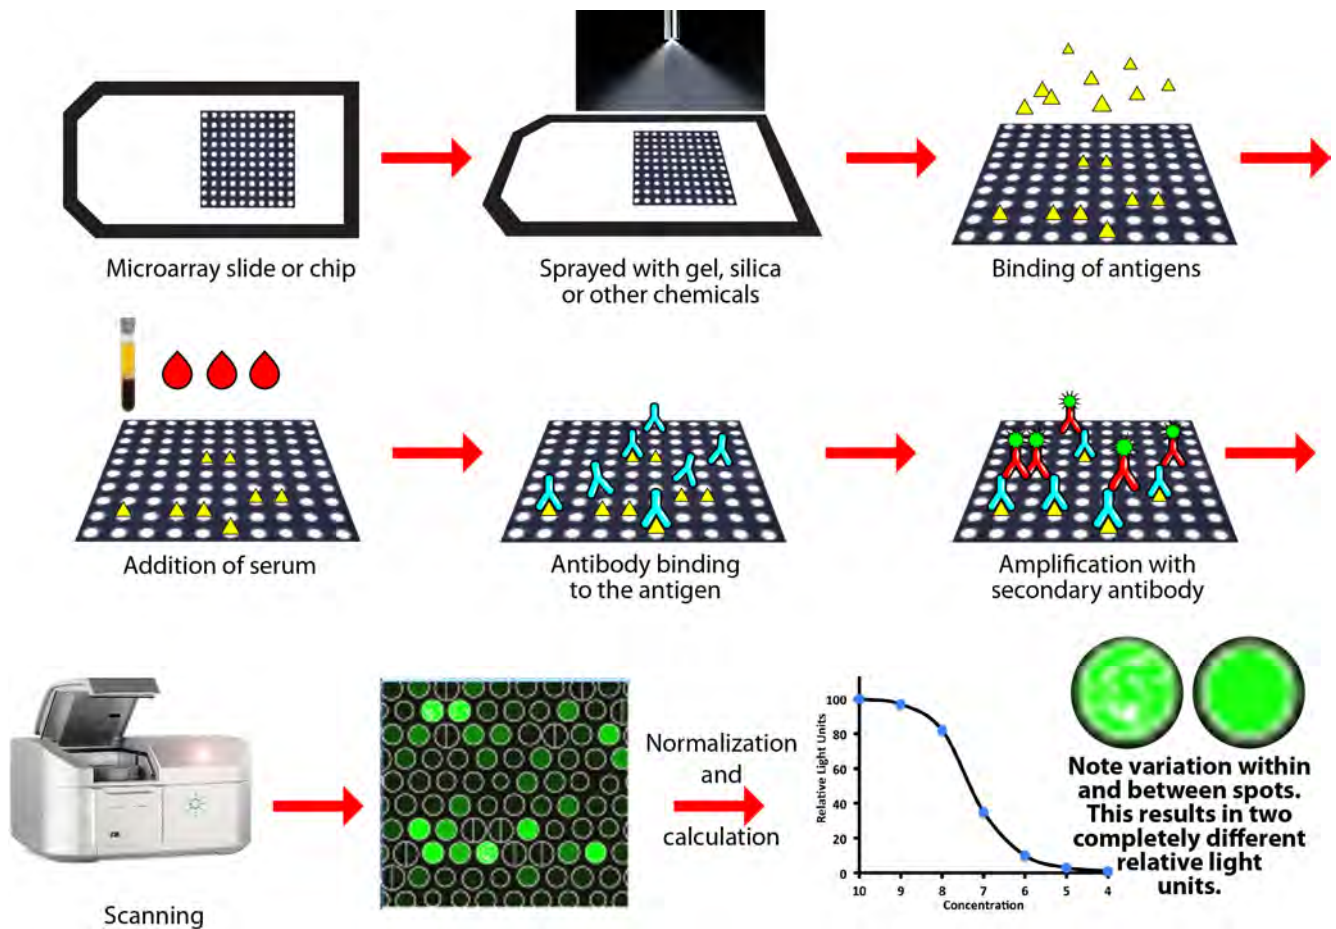 Microarray slide or chip
Sprayed with gel, silica
or other chemicals
Binding of antigens
Addition of serum
Antibody binding
to the antigen
Amplification with
secondary antibody
Scanning
Normalization
and
calculation
Relative Light Units
100
80
60
40
20
0
10 9 8 7 6 5 4
Concentration
Note variation within
and between spots.
This results in two
completely different
relative light
units.